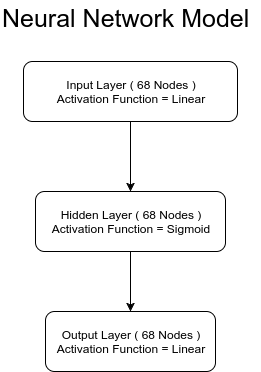 Neural Network Model
Input Layer ( 68 Nodes )
Activation Function = Linear
Hidden Layer ( 68 Nodes )
Activation Function = Sigmoid
Output Layer ( 68 Nodes )
Activation Function = Linear